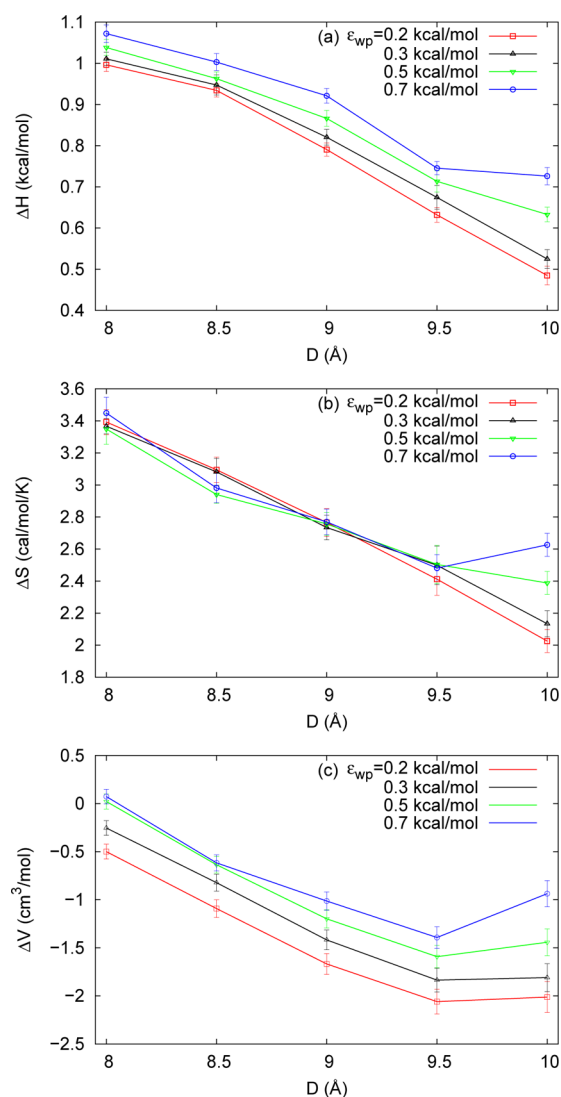 1.1
1
0.9
0.8
0.7
0.6
0.5
0.4
ΔH (kcal/mol)
(a) εwp=0.2 kcal/mol
0.3 kcal/mol
0.5 kcal/mol
0.7 kcal/mol
8 8.5 9 9.5 10
D (Å)
3.6
3.4
3.2
3
2.8
2.6
2.4
2.2
2
1.8
ΔS (cal/mol/K)
(b) εwp=0.2 kcal/mol
0.3 kcal/mol
0.5 kcal/mol
0.7 kcal/mol
8 8.5 9 9.5 10
D (Å)
0.5
0
−0.5
−1
−1.5
−2
−2.5
ΔV (cm³/mol)
(c) εwp=0.2 kcal/mol
0.3 kcal/mol
0.5 kcal/mol
0.7 kcal/mol
8 8.5 9 9.5 10
D (Å)